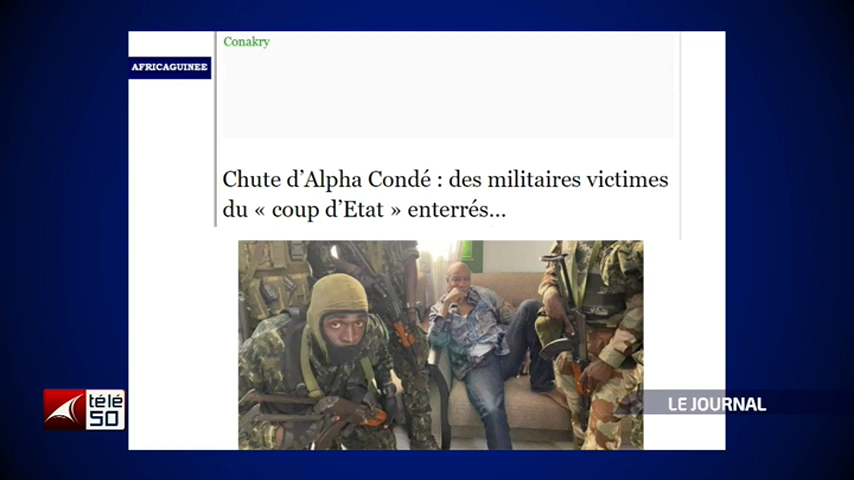 Conakry
AFRICAGUINEE
Chute d'Alpha Condé : des militaires victimes
du « coup d'Etat » enterrés...
télé
50
LE JOURNAL